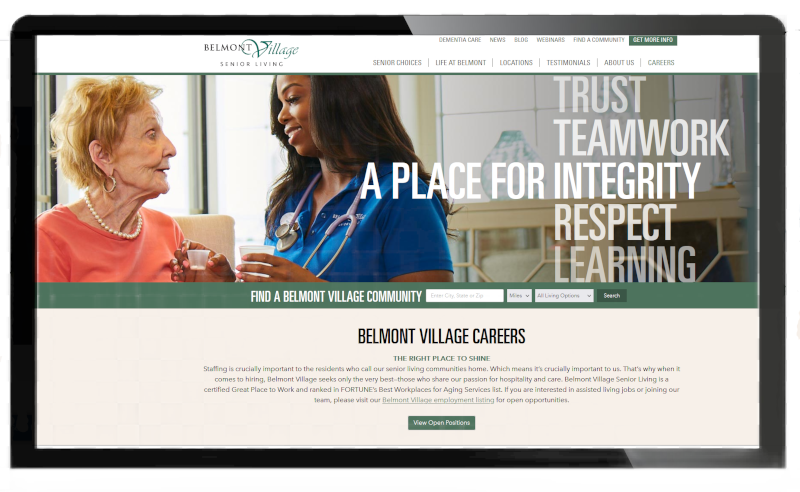 DEMENTIA CARE NEWS BLOG WEBINARS FIND A COMMUNITY GET MORE INFO
BELMONT Village
SENIOR LIVING
SENIOR CHOICES LIFE AT BELMONT LOCATIONS TESTIMONIALS ABOUT US CAREERS
TRUST
TEAMWORK
A PLACE FOR INTEGRITY
RESPECT
LEARNING
FIND A BELMONT VILLAGE COMMUNITY Enter City, State or Zip Miles All Living Options Search
BELMONT VILLAGE CAREERS
THE RIGHT PLACE TO SHINE
Staffing is crucially important to the residents who call our senior living communities home. Which means it's crucially important to us. That's why when it
comes to hiring, Belmont Village seeks only the very best–those who share our passion for hospitality and care. Belmont Village Senior Living is a
certified Great Place to Work and ranked in FORTUNE's Best Workplaces for Aging Services list. If you are interested in assisted living jobs or joining our
team, please visit our Belmont Village employment listing for open opportunities.
View Open Positions